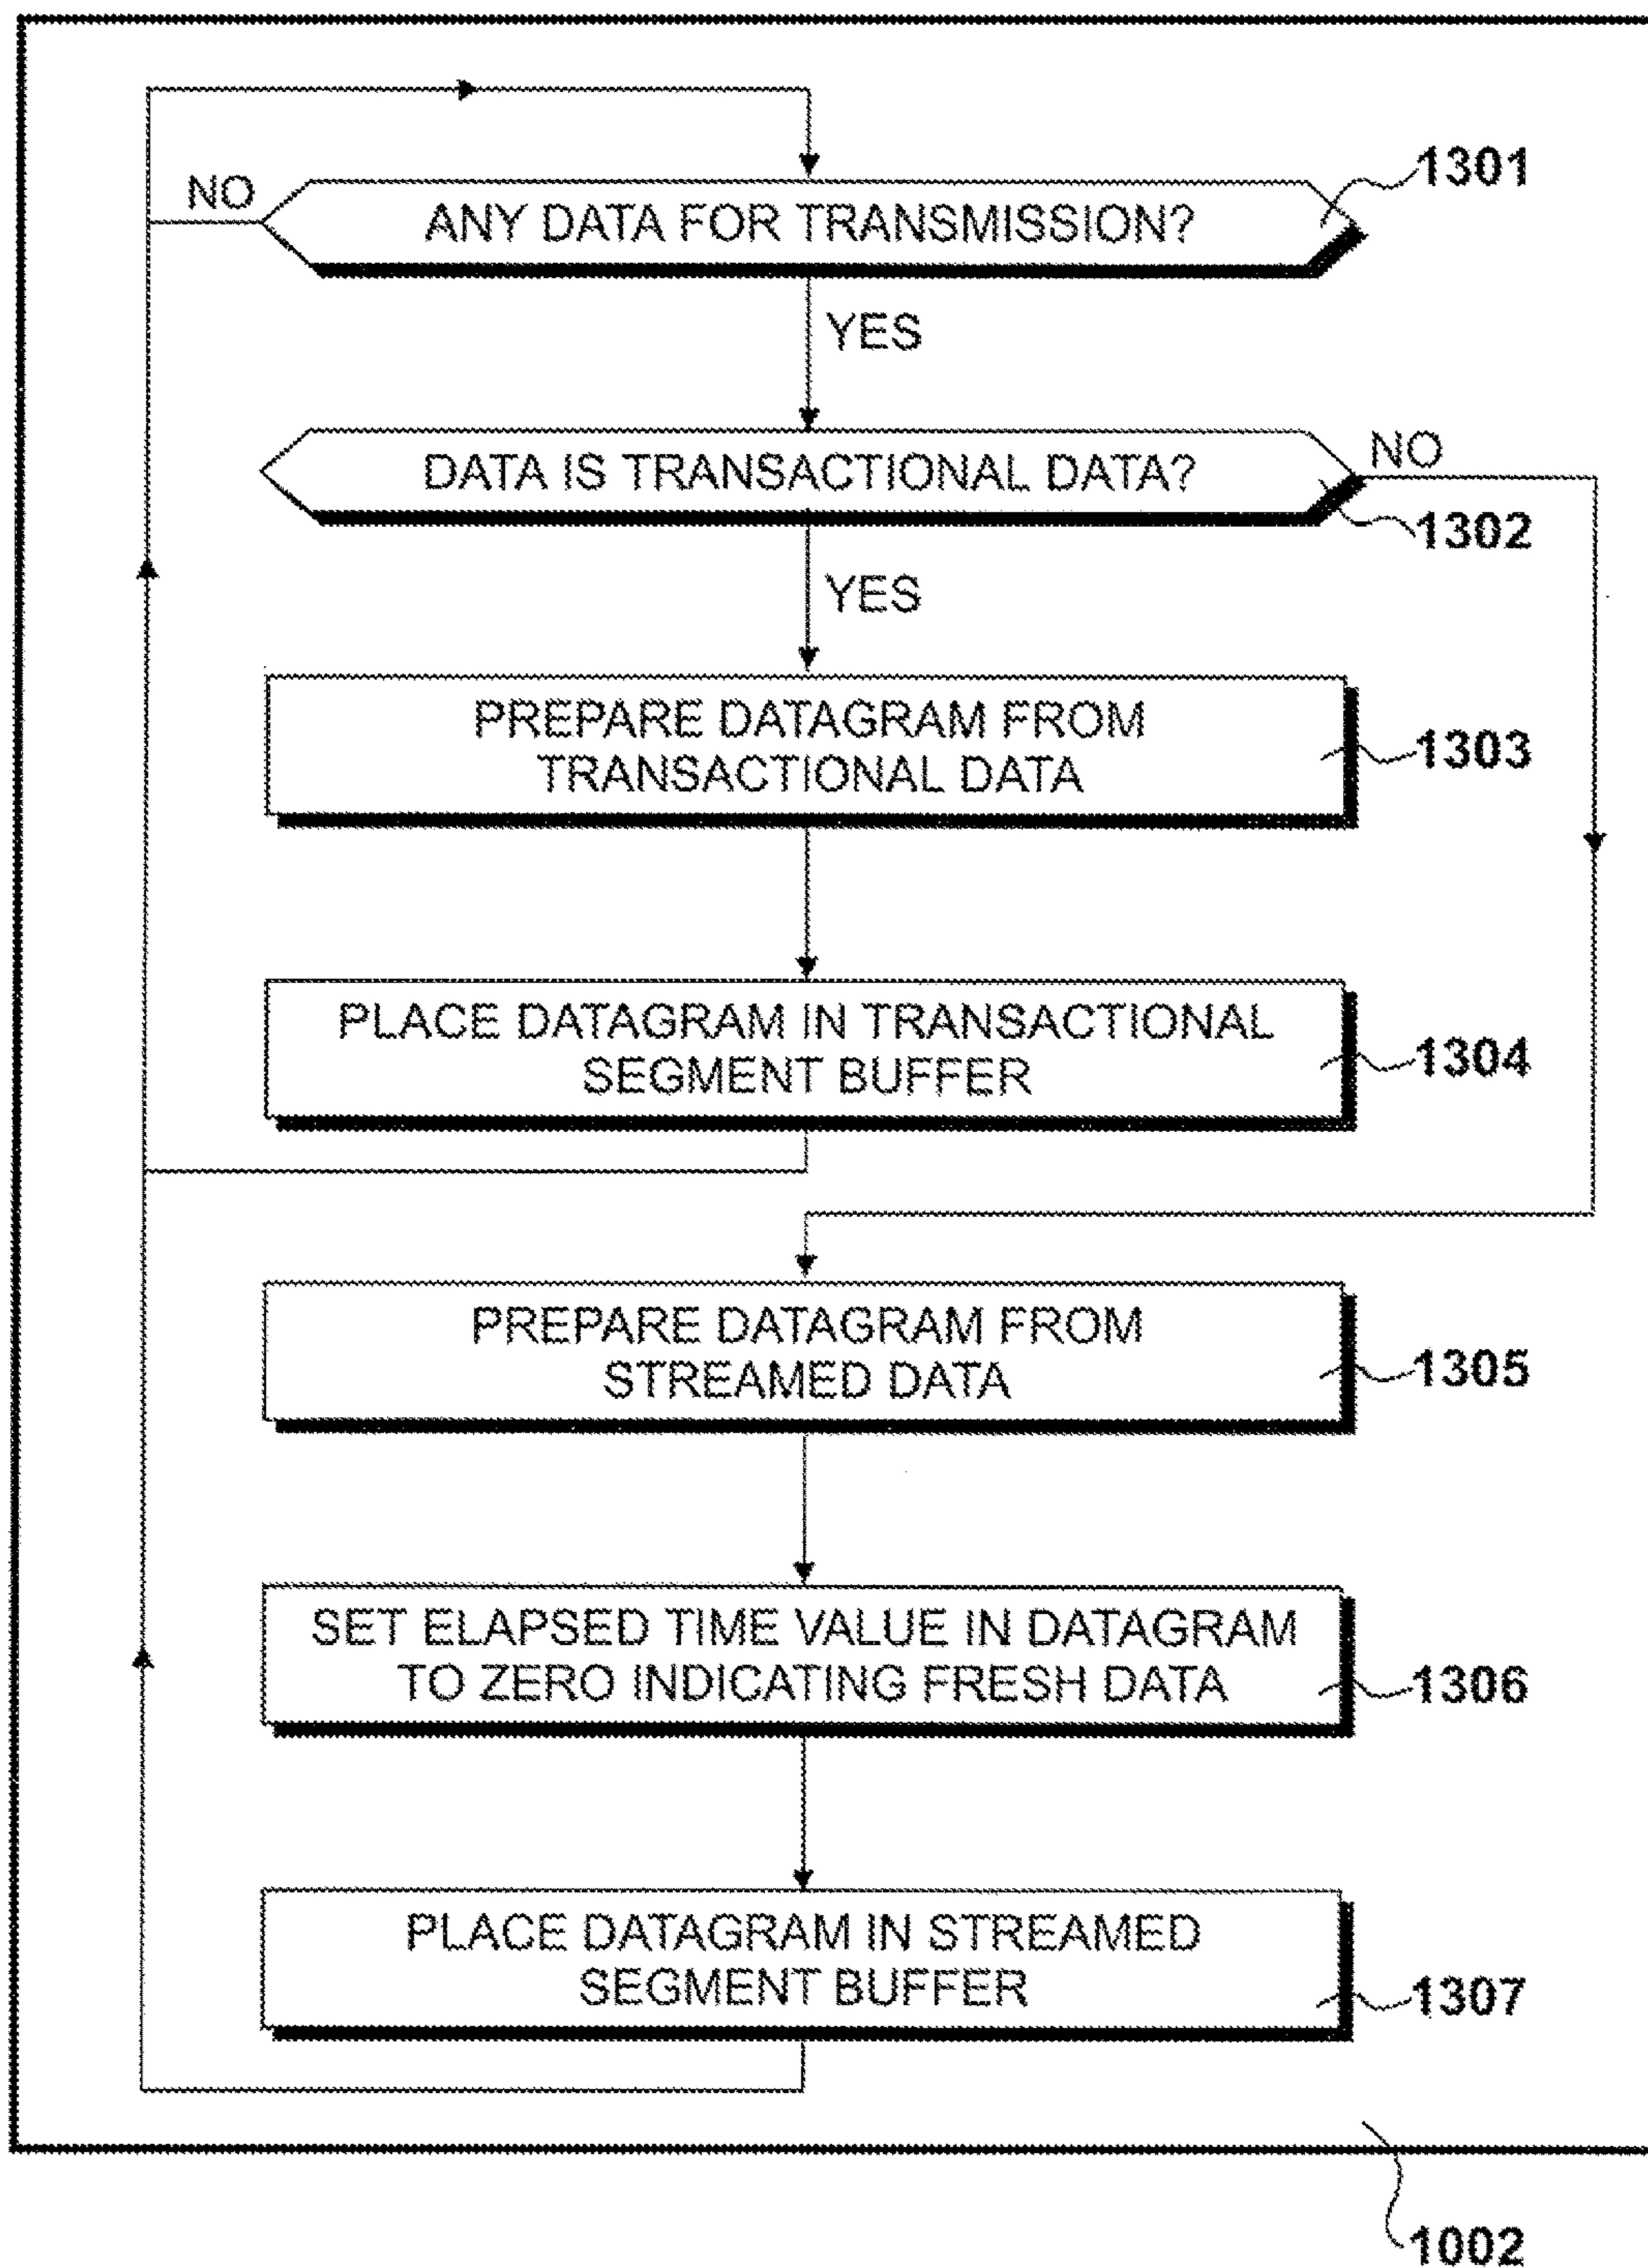 1301
NO
ANY DATA FOR TRANSMISSION?
YES
NO
DATA IS TRANSACTIONAL DATA?
1302
YES
PREPARE DATAGRAM FROM
TRANSACTIONAL DATA
1303
PLACE DATAGRAM IN TRANSACTIONAL
SEGMENT BUFFER
1304
PREPARE DATAGRAM FROM
STREAMED DATA
1305
SET ELAPSED TIME VALUE IN DATAGRAM
TO ZERO INDICATING FRESH DATA
1306
PLACE DATAGRAM IN STREAMED
SEGMENT BUFFER
1307
1002